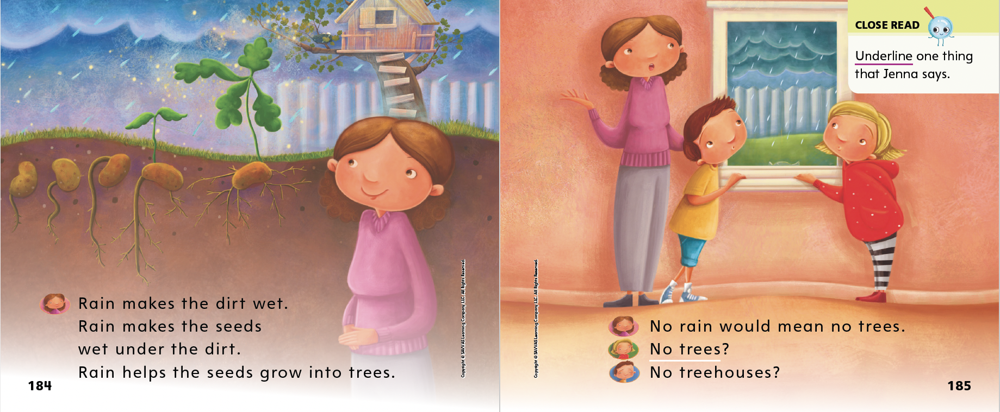 Rain makes the dirt wet.
Rain makes the seeds
wet under the dirt.
Rain helps the seeds grow into trees.
184
Copyright © SAVVAS Learning Company, LLC. All Rights Reserved.
CLOSE READ
Underline one thing
that Jenna says.
Copyright © SAVVAS Learning Company, LLC. All Rights Reserved.
No rain would mean no trees.
No trees?
No treehouses?
185